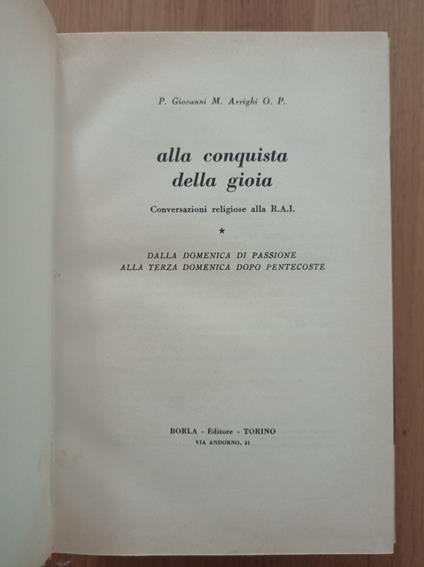 P. Giovanni M. Arrighi O. P.
alla conquista
della gioia
Conversazioni religiose alla R.A.I.
★
DALLA DOMENICA DI PASSIONE
ALLA TERZA DOMENICA DOPO PENTECOSTE
BORLA - Editore - TORINO
VIA ANDORNO, 31